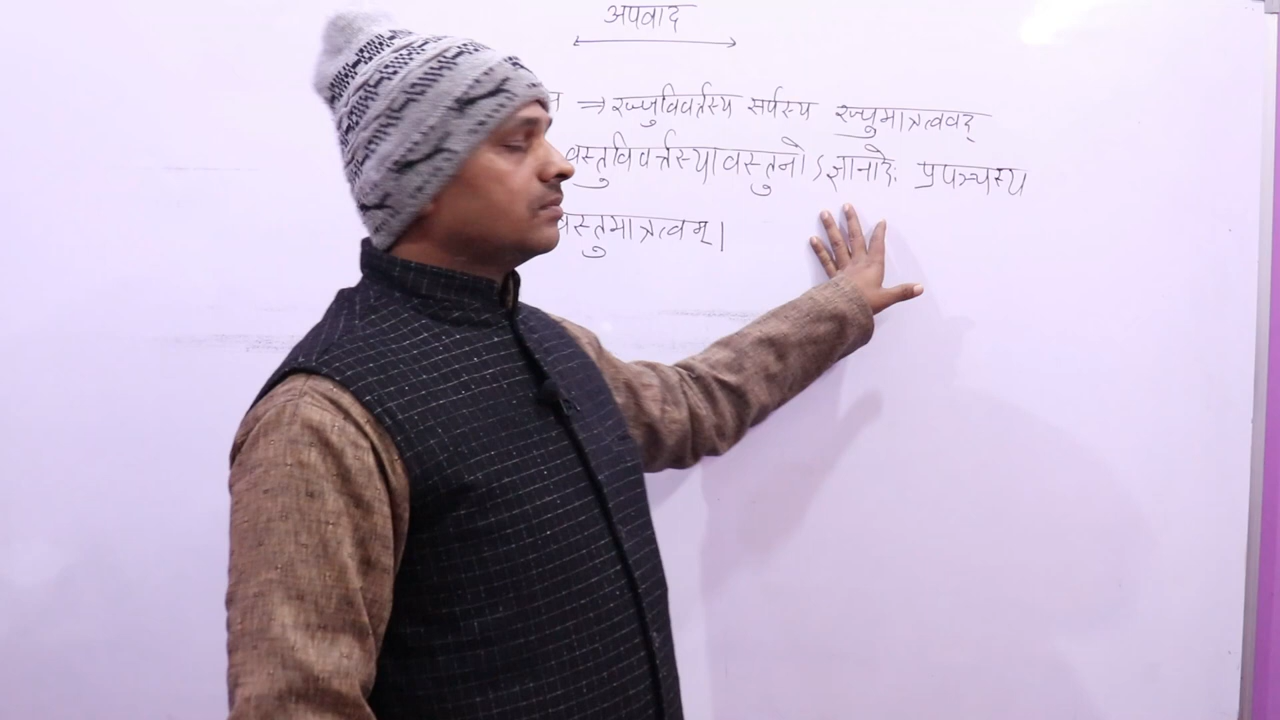 अपवाद
⇒ रज्जुविवर्त्तस्य सर्पस्य रज्जुमात्रत्ववद्
वस्तुविवर्त्तस्यावस्तुनोऽज्ञानादेः प्रपञ्चस्य
वस्तुमात्रत्वम्।